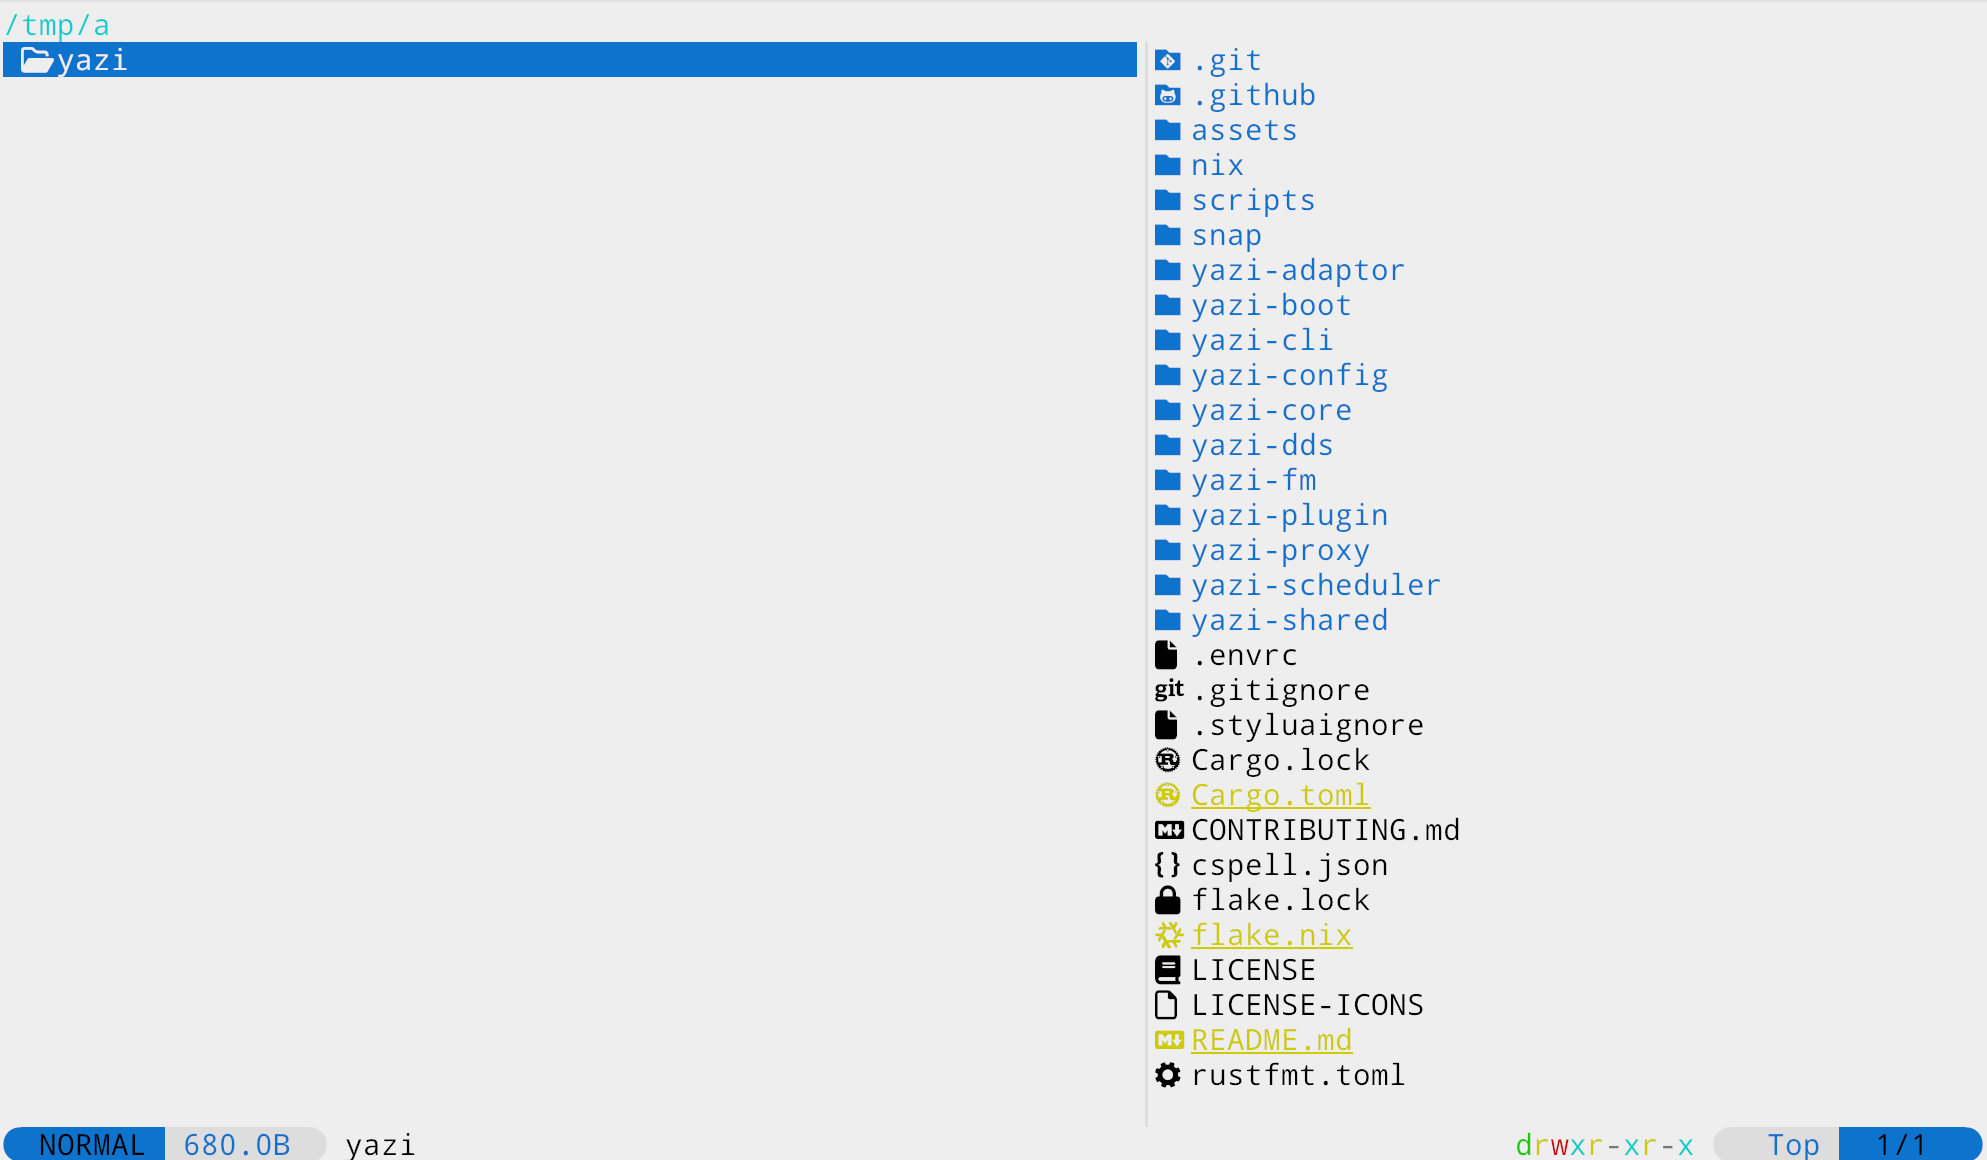 /tmp/a
yazi
.git
.github
assets
nix
scripts
snap
yazi-adaptor
yazi-boot
yazi-cli
yazi-config
yazi-core
yazi-dds
yazi-fm
yazi-plugin
yazi-proxy
yazi-scheduler
yazi-shared
.envrc
git .gitignore
.styluaignore
Cargo.lock
Cargo.toml
CONTRIBUTING.md
{} cspell.json
flake.lock
flake.nix
LICENSE
LICENSE-ICONS
README.md
rustfmt.toml
NORMAL 680.0B yazi drwxr-xr-x Top 1/1